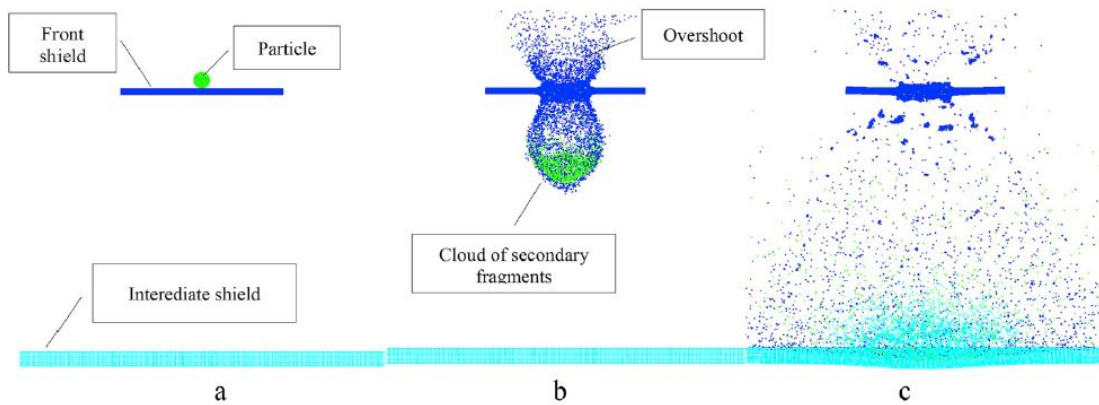 Front
shield
Particle
Overshoot
Cloud of secondary
fragments
Interediate shield
a
b
c